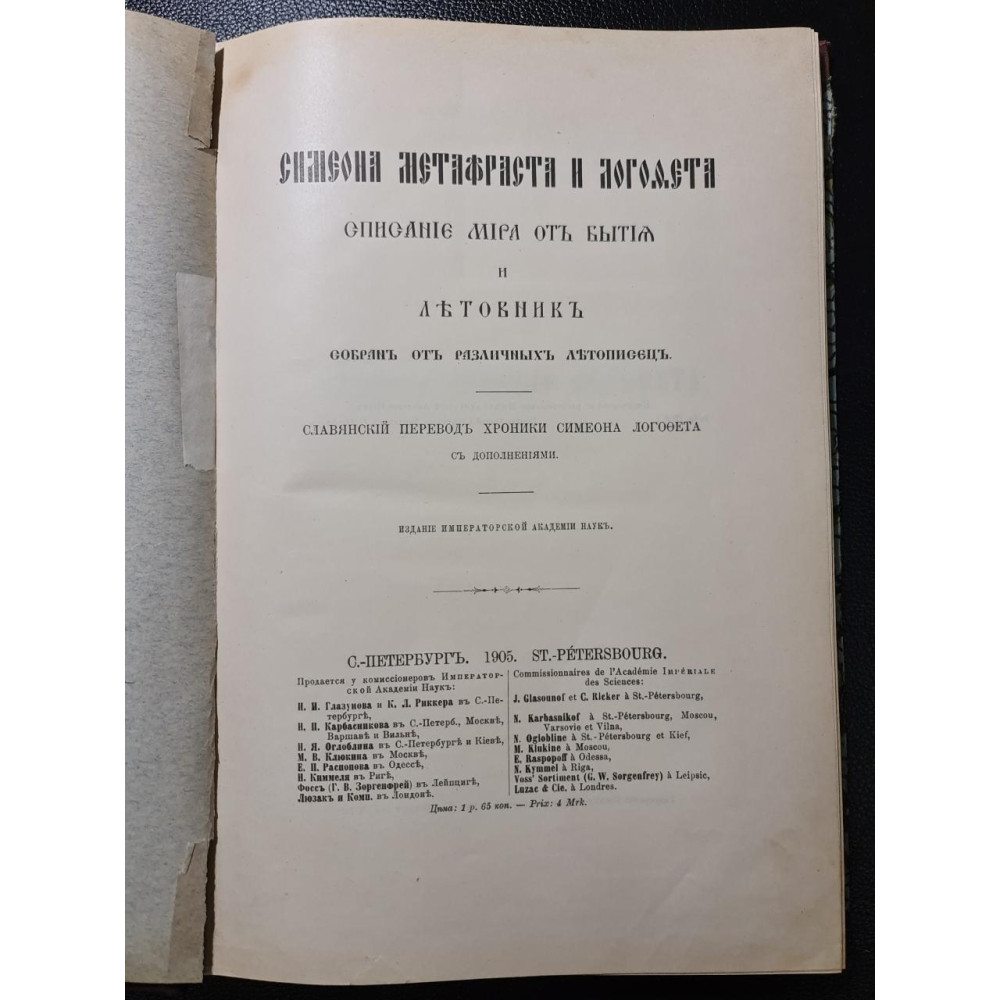 СИМЕОНА МЕТАФРАСТА И ЛОГОѲЕТА
СПИСАНІЕ МІРА ОТЪ БЫТІѦ
И
ЛѢТОВНИКЪ
СОБРАНЪ ОТЪ РАЗЛИЧНЫХЪ ЛѢТОПИСЕЦЪ.
СЛАВЯНСКІЙ ПЕРЕВОДЪ ХРОНИКИ СИМЕОНА ЛОГОѲЕТА
СЪ ДОПОЛНЕНІЯМИ.
ИЗДАНІЕ ИМПЕРАТОРСКОЙ АКАДЕМІИ НАУКЪ.
С.-ПЕТЕРБУРГЪ. 1905. ST.-PÉTERSBOURG.
Продается у комиссіонеровъ Император-
ской Академіи Наукъ:
И. И. Глазунова и К. Л. Риккера въ С.-Пе-
тербургѣ,
Н. П. Карбасникова въ С.-Петерб., Москвѣ,
Варшавѣ и Вильнѣ,
Н. Я. Оглоблина въ С.-Петербургѣ и Кіевѣ,
М. В. Клюкина въ Москвѣ,
Е. П. Распопова въ Одессѣ,
Н. Киммеля въ Ригѣ,
Фоссъ (Г. В. Зоргенфрей) въ Лейпцигѣ,
Люзакъ и Комп. въ Лондонѣ.
Commissionnaires de l'Académie Impériale
des Sciences:
J. Glasounof et C. Ricker à St.-Pétersbourg,
N. Karbasnikof à St.-Pétersbourg, Moscou,
Varsovie et Vilna,
N. Oglobline à St.-Pétersbourg et Kief,
M. Klukine à Moscou,
E. Raspopoff à Odessa,
N. Kymmel à Riga,
Voss' Sortiment (G. W. Sorgenfrey) à Leipsic,
Luzac & Cie. à Londres.
Цѣна: 1 р. 65 коп. — Prix: 4 Mrk.